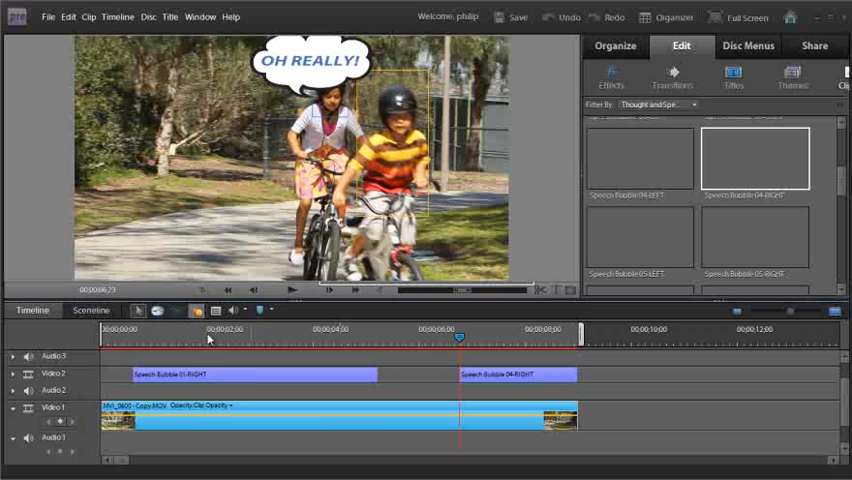 pre File Edit Clip Timeline Disc Title Window Help Welcome, philip Save Undo Redo Organizer Full Screen
Organize Edit Disc Menus Share
Effects Transitions Titles Themes Cli
Filter By: Thought and Spe...
OH REALLY!
Speech Bubble 04-LEFT Speech Bubble 04-RIGHT
Speech Bubble 05-LEFT Speech Bubble 05-RIGHT
00;00;06;23
Timeline Sceneline
00;00;00;00 00;00;02;00 00;00;04;00 00;00;06;00 00;00;08;00 00;00;10;00 00;00;12;00
Audio 3
Video 2 Speech Bubble 01-RIGHT Speech Bubble 04-RIGHT
Audio 2
Video 1 MVI_0600 - Copy.MOV Opacity:Clip Opacity
Audio 1